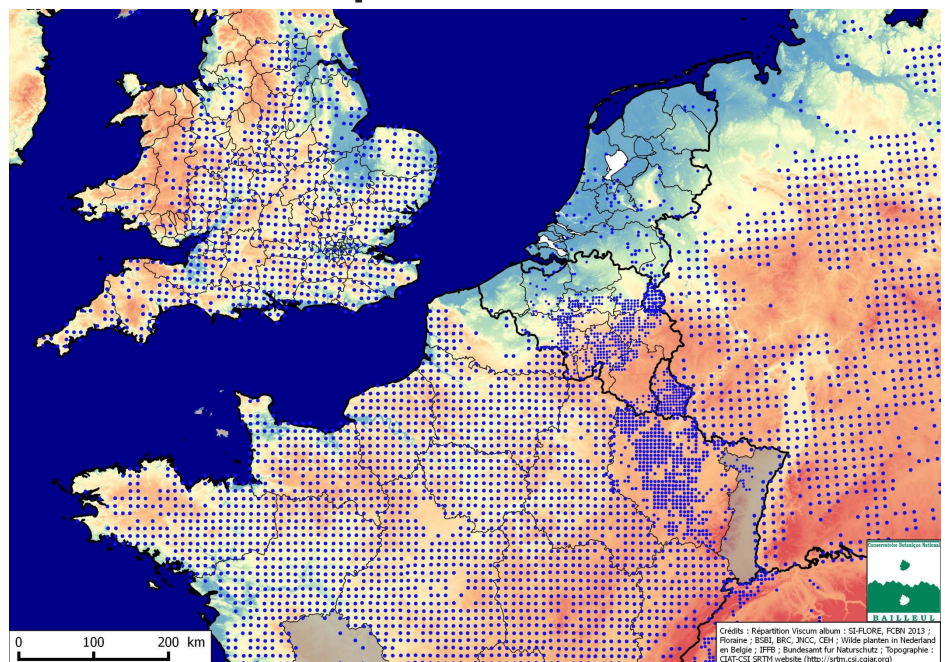 Conservatoire Botanique National
BAILLEUL
0 100 200 km
Crédits : Répartition Viscum album : SI-FLORE, FCBN 2013 ;
Floraine ; BSBI, BRC, JNCC, CEH ; Wilde planten in Nederland
en Belgie ; IFFB ; Bundesamt fur Naturschutz ; Topographie :
CIAT-CSI SRTM website (http://srtm.csi.cgiar.org)